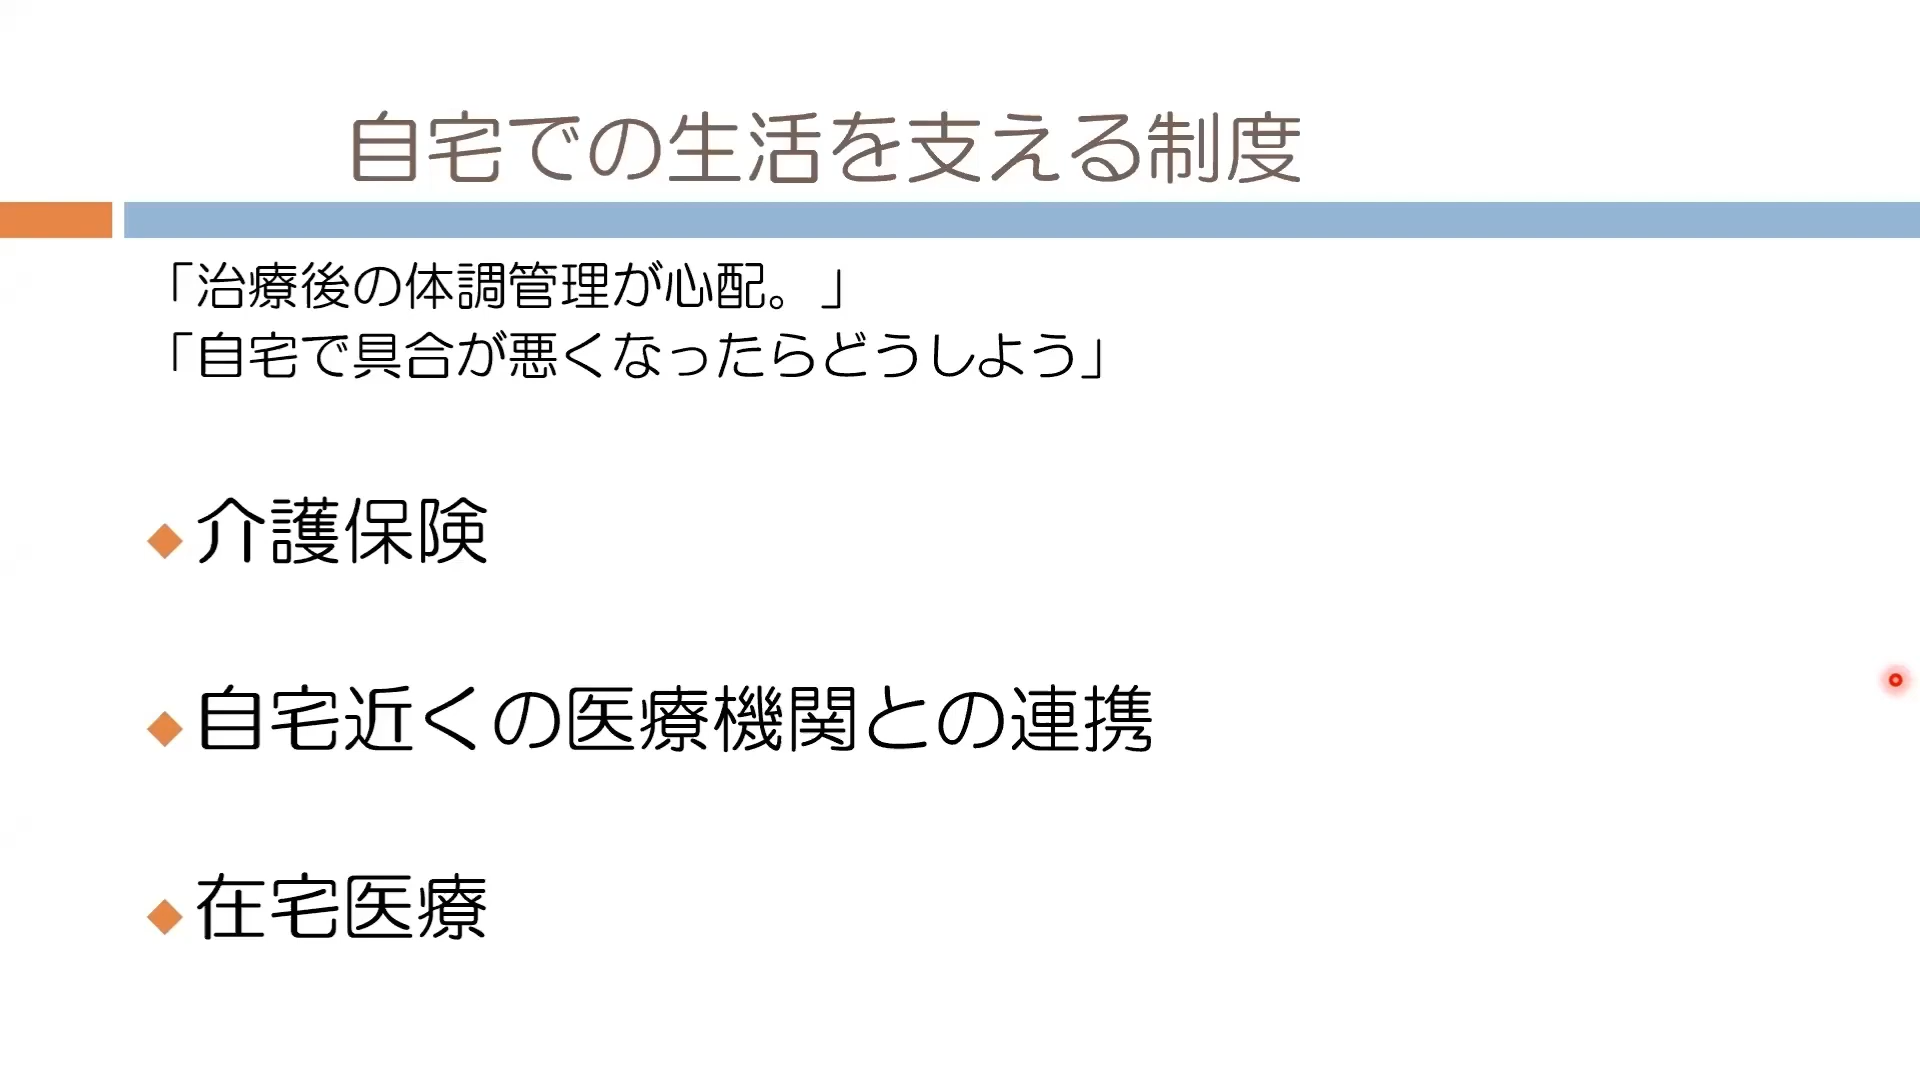 自宅での生活を支える制度
「治療後の体調管理が心配。」
「自宅で具合が悪くなったらどうしよう」
◆介護保険
◆自宅近くの医療機関との連携
◆在宅医療